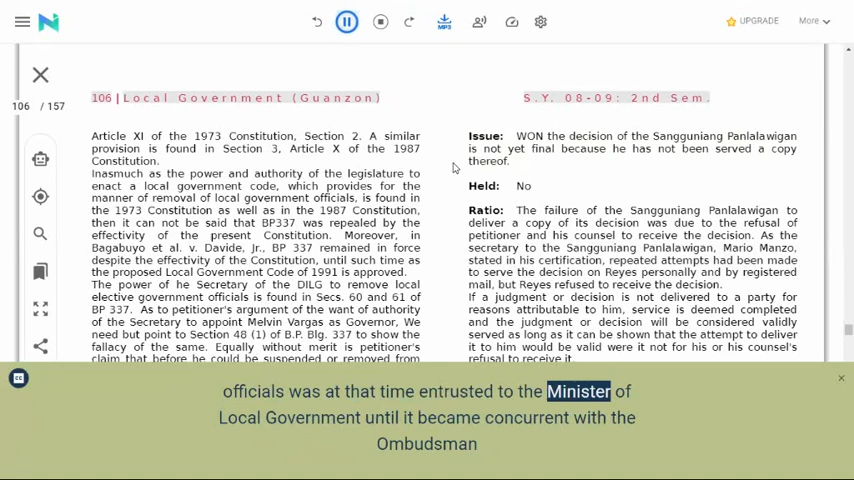 MP3
UPGRADE
More
106 / 157
106 | Local Government (Guanzon)
S.Y. 08-09: 2nd Sem.
Article XI of the 1973 Constitution, Section 2. A similar
provision is found in Section 3, Article X of the 1987
Constitution.
Inasmuch as the power and authority of the legislature to
enact a local government code, which provides for the
manner of removal of local government officials, is found in
the 1973 Constitution as well as in the 1987 Constitution,
then it can not be said that BP337 was repealed by the
effectivity of the present Constitution. Moreover, in
Bagabuyo et al. v. Davide, Jr., BP 337 remained in force
despite the effectivity of the Constitution, until such time as
the proposed Local Government Code of 1991 is approved.
The power of he Secretary of the DILG to remove local
elective government officials is found in Secs. 60 and 61 of
BP 337. As to petitioner's argument of the want of authority
of the Secretary to appoint Melvin Vargas as Governor, We
need but point to Section 48 (1) of B.P. Blg. 337 to show the
fallacy of the same. Equally without merit is petitioner's
claim that before he could be suspended or removed from
Issue: WON the decision of the Sangguniang Panlalawigan
is not yet final because he has not been served a copy
thereof.
Held: No
Ratio: The failure of the Sangguniang Panlalawigan to
deliver a copy of its decision was due to the refusal of
petitioner and his counsel to receive the decision. As the
secretary to the Sangguniang Panlalawigan, Mario Manzo,
stated in his certification, repeated attempts had been made
to serve the decision on Reyes personally and by registered
mail, but Reyes refused to receive the decision.
If a judgment or decision is not delivered to a party for
reasons attributable to him, service is deemed completed
and the judgment or decision will be considered validly
served as long as it can be shown that the attempt to deliver
it to him would be valid were it not for his or his counsel's
refusal to receive it.
officials was at that time entrusted to the Minister of
Local Government until it became concurrent with the
Ombudsman